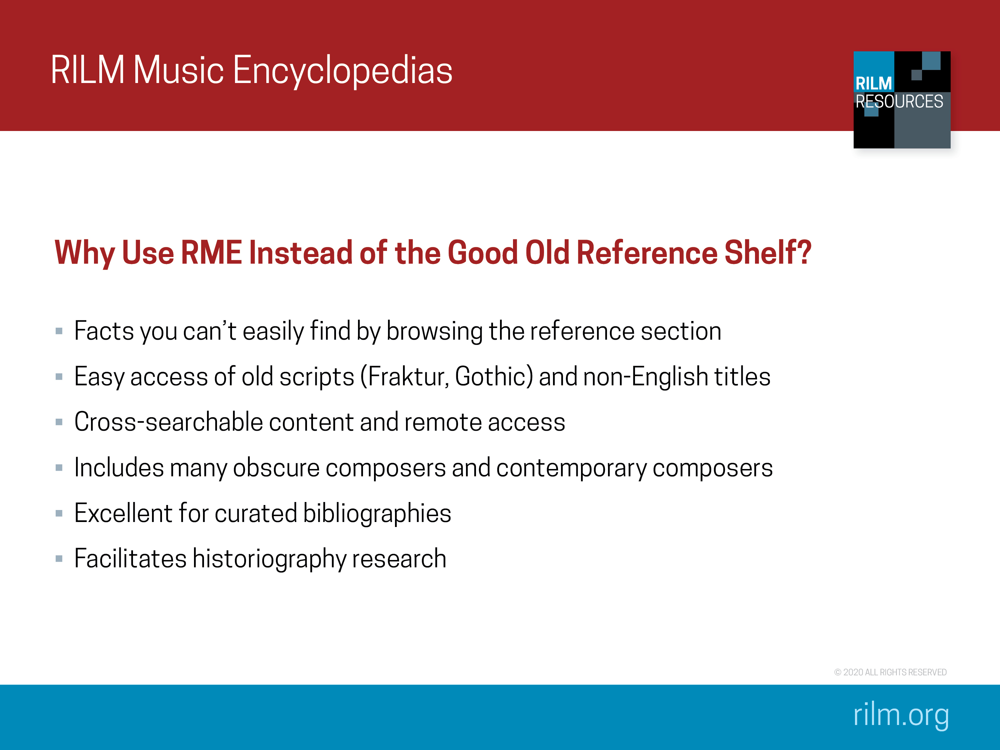 RILM Music Encyclopedias
RILM
RESOURCES
Why Use RME Instead of the Good Old Reference Shelf?
▪ Facts you can’t easily find by browsing the reference section
▪ Easy access of old scripts (Fraktur, Gothic) and non-English titles
▪ Cross-searchable content and remote access
▪ Includes many obscure composers and contemporary composers
▪ Excellent for curated bibliographies
▪ Facilitates historiography research
© 2020 ALL RIGHTS RESERVED
rilm.org